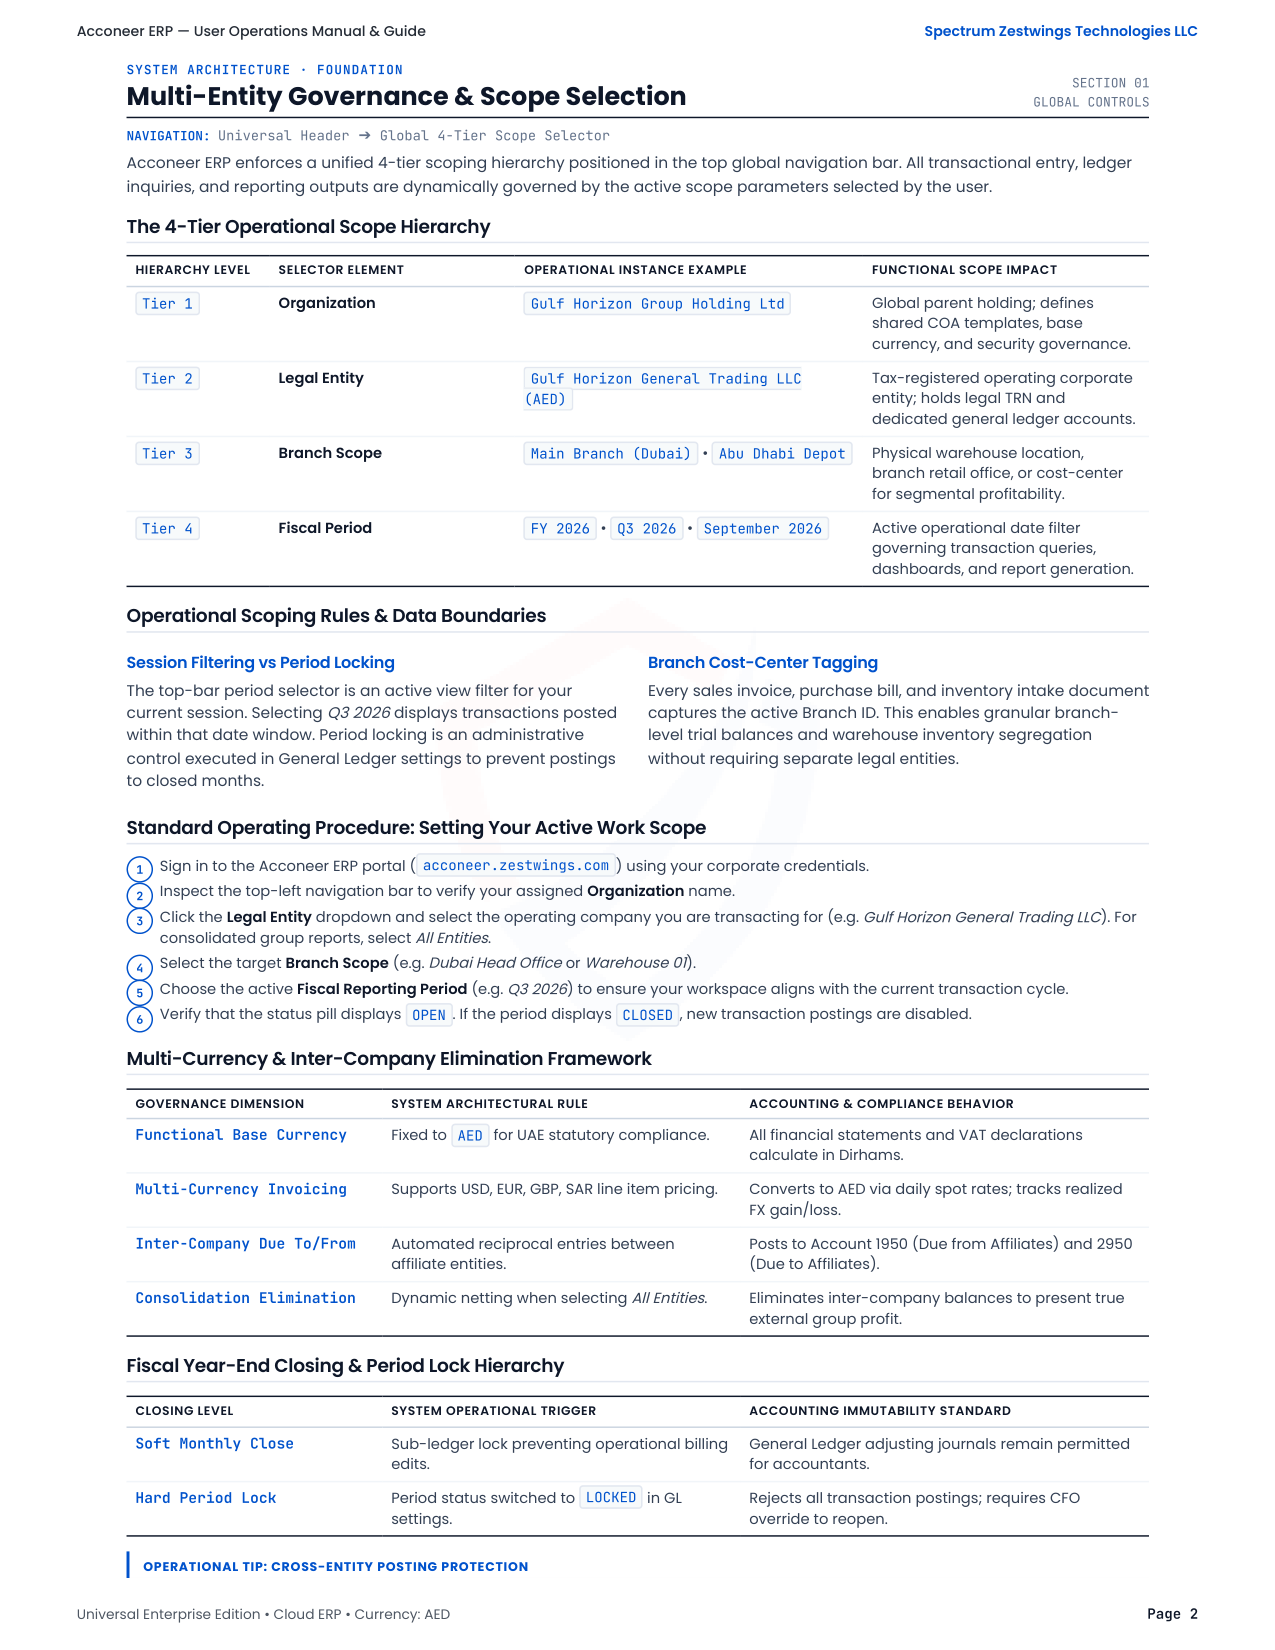 Acconeer ERP — User Operations Manual & Guide
Spectrum Zestwings Technologies LLC
SYSTEM ARCHITECTURE · FOUNDATION
Multi-Entity Governance & Scope Selection
SECTION 01
GLOBAL CONTROLS
NAVIGATION: Universal Header ➔ Global 4-Tier Scope Selector
Acconeer ERP enforces a unified 4-tier scoping hierarchy positioned in the top global navigation bar. All transactional entry, ledger
inquiries, and reporting outputs are dynamically governed by the active scope parameters selected by the user.
The 4-Tier Operational Scope Hierarchy
HIERARCHY LEVEL SELECTOR ELEMENT OPERATIONAL INSTANCE EXAMPLE FUNCTIONAL SCOPE IMPACT
Tier 1 Organization Gulf Horizon Group Holding Ltd Global parent holding; defines
shared COA templates, base
currency, and security governance.
Tier 2 Legal Entity Gulf Horizon General Trading LLC Tax-registered operating corporate
(AED) entity; holds legal TRN and
dedicated general ledger accounts.
Tier 3 Branch Scope Main Branch (Dubai) • Abu Dhabi Depot Physical warehouse location,
branch retail office, or cost-center
for segmental profitability.
Tier 4 Fiscal Period FY 2026 • Q3 2026 • September 2026 Active operational date filter
governing transaction queries,
dashboards, and report generation.
Operational Scoping Rules & Data Boundaries
Session Filtering vs Period Locking
The top-bar period selector is an active view filter for your
current session. Selecting Q3 2026 displays transactions posted
within that date window. Period locking is an administrative
control executed in General Ledger settings to prevent postings
to closed months.
Branch Cost-Center Tagging
Every sales invoice, purchase bill, and inventory intake document
captures the active Branch ID. This enables granular branch-
level trial balances and warehouse inventory segregation
without requiring separate legal entities.
Standard Operating Procedure: Setting Your Active Work Scope
1 Sign in to the Acconeer ERP portal (acconeer.zestwings.com) using your corporate credentials.
2 Inspect the top-left navigation bar to verify your assigned Organization name.
3 Click the Legal Entity dropdown and select the operating company you are transacting for (e.g. Gulf Horizon General Trading LLC). For
consolidated group reports, select All Entities.
4 Select the target Branch Scope (e.g. Dubai Head Office or Warehouse 01).
5 Choose the active Fiscal Reporting Period (e.g. Q3 2026) to ensure your workspace aligns with the current transaction cycle.
6 Verify that the status pill displays OPEN. If the period displays CLOSED, new transaction postings are disabled.
Multi-Currency & Inter-Company Elimination Framework
GOVERNANCE DIMENSION SYSTEM ARCHITECTURAL RULE ACCOUNTING & COMPLIANCE BEHAVIOR
Functional Base Currency Fixed to AED for UAE statutory compliance. All financial statements and VAT declarations
calculate in Dirhams.
Multi-Currency Invoicing Supports USD, EUR, GBP, SAR line item pricing. Converts to AED via daily spot rates; tracks realized
FX gain/loss.
Inter-Company Due To/From Automated reciprocal entries between Posts to Account 1950 (Due from Affiliates) and 2950
affiliate entities. (Due to Affiliates).
Consolidation Elimination Dynamic netting when selecting All Entities. Eliminates inter-company balances to present true
external group profit.
Fiscal Year-End Closing & Period Lock Hierarchy
CLOSING LEVEL SYSTEM OPERATIONAL TRIGGER ACCOUNTING IMMUTABILITY STANDARD
Soft Monthly Close Sub-ledger lock preventing operational billing General Ledger adjusting journals remain permitted
edits. for accountants.
Hard Period Lock Period status switched to LOCKED in GL Rejects all transaction postings; requires CFO
settings. override to reopen.
OPERATIONAL TIP: CROSS-ENTITY POSTING PROTECTION
Universal Enterprise Edition • Cloud ERP • Currency: AED
Page 2